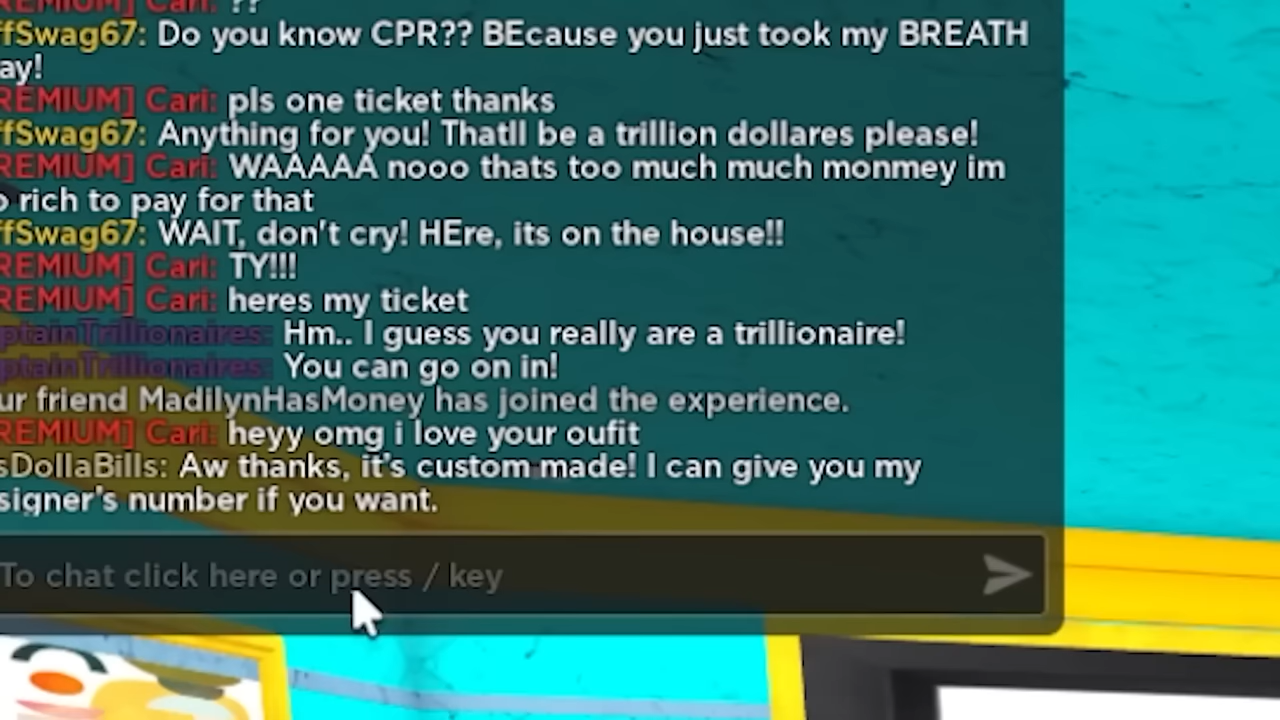 REMIUM] Cari: ??
ffSwag67: Do you know CPR?? BEcause you just took my BREATH
ay!
REMIUM] Cari: pls one ticket thanks
ffSwag67: Anything for you! Thatll be a trillion dollares please!
REMIUM] Cari: WAAAAA nooo thats too much much monmey im
o rich to pay for that
ffSwag67: WAIT, don't cry! HEre, its on the house!!
REMIUM] Cari: TY!!!
REMIUM] Cari: heres my ticket
ptainTrillionaires: Hm.. I guess you really are a trillionaire!
ptainTrillionaires: You can go on in!
ur friend MadilynHasMoney has joined the experience.
REMIUM] Cari: heyy omg i love your oufit
sDollaBills: Aw thanks, it's custom made! I can give you my
signer's number if you want.
To chat click here or press / key